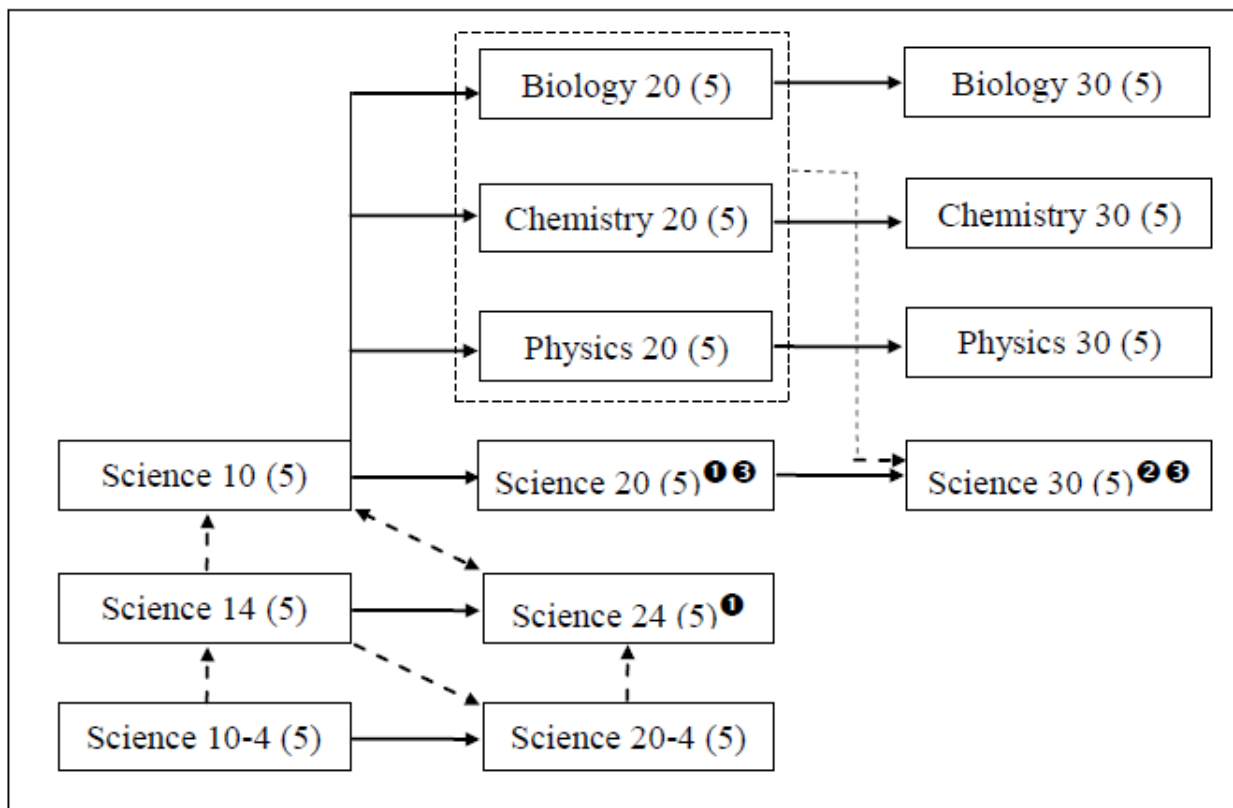 Biology 20 (5)
Biology 30 (5)
Chemistry 20 (5)
Chemistry 30 (5)
Physics 20 (5)
Physics 30 (5)
Science 10 (5)
Science 20 (5)❶❸
Science 30 (5)❷❸
Science 14 (5)
Science 24 (5)❶
Science 10-4 (5)
Science 20-4 (5)